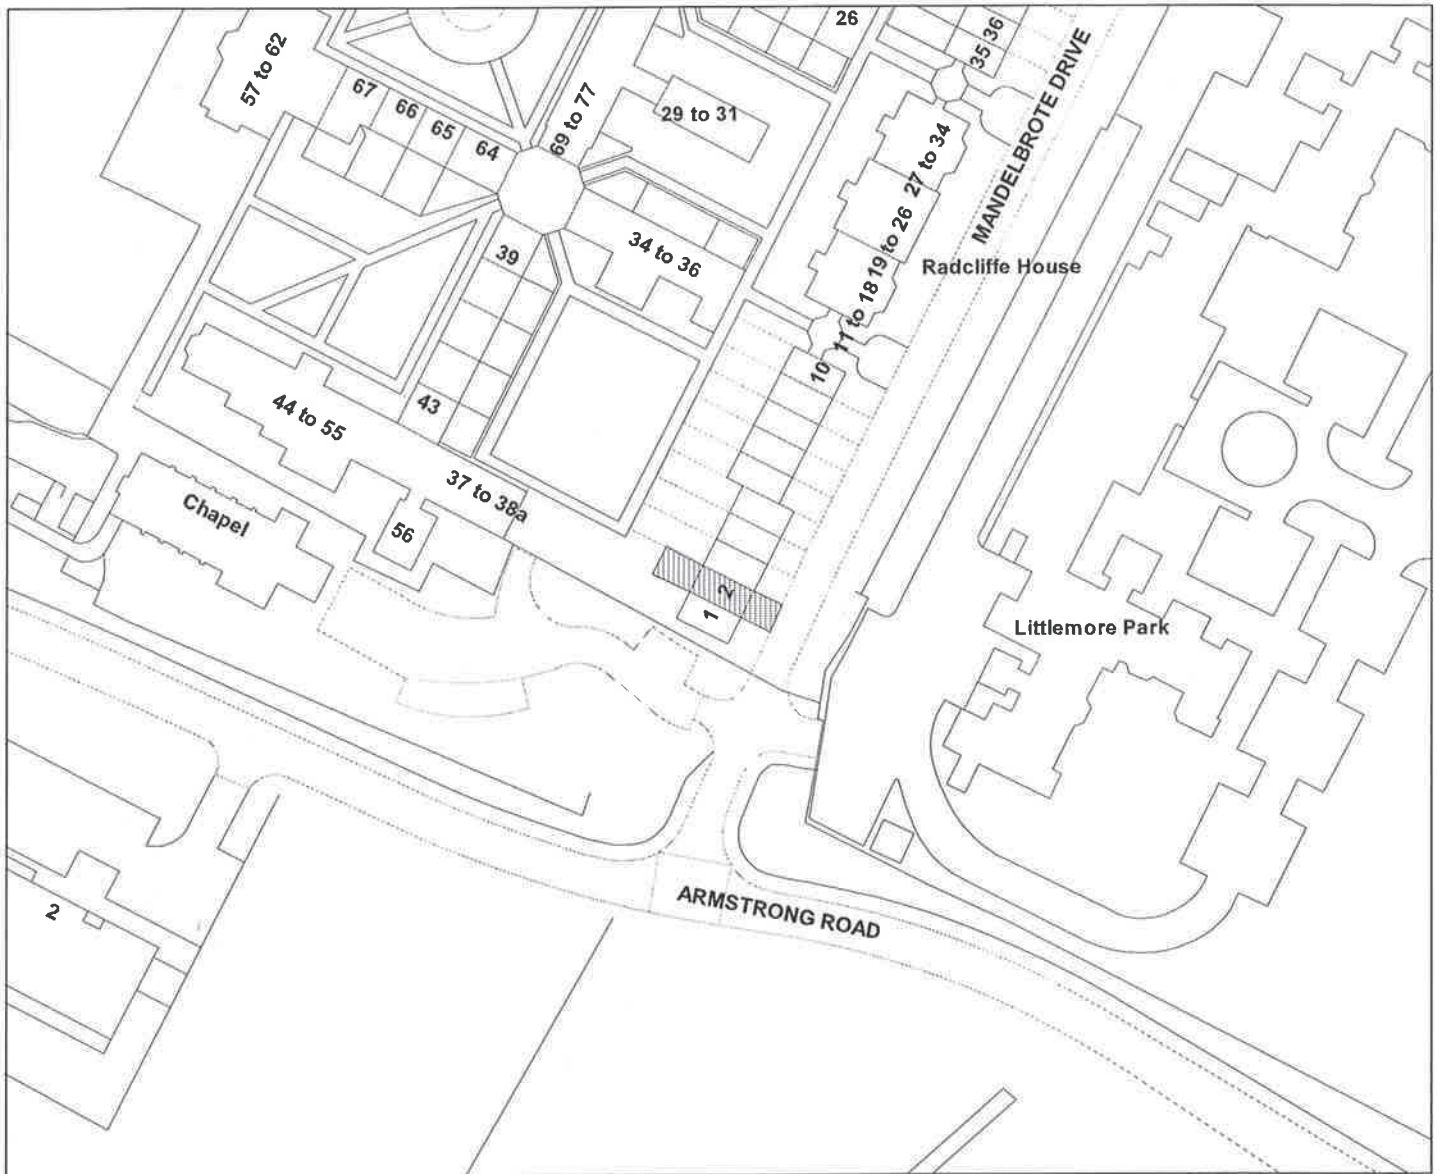 26
35 36
57 to 62
67
66
65
64
69 to 77
29 to 31
MANDELBROTE DRIVE
27 to 34
19 to 26
11 to 18
39
34 to 36
Radcliffe House
10
43
44 to 55
37 to 38a
Chapel
56
2
1
Littlemore Park
ARMSTRONG ROAD
2